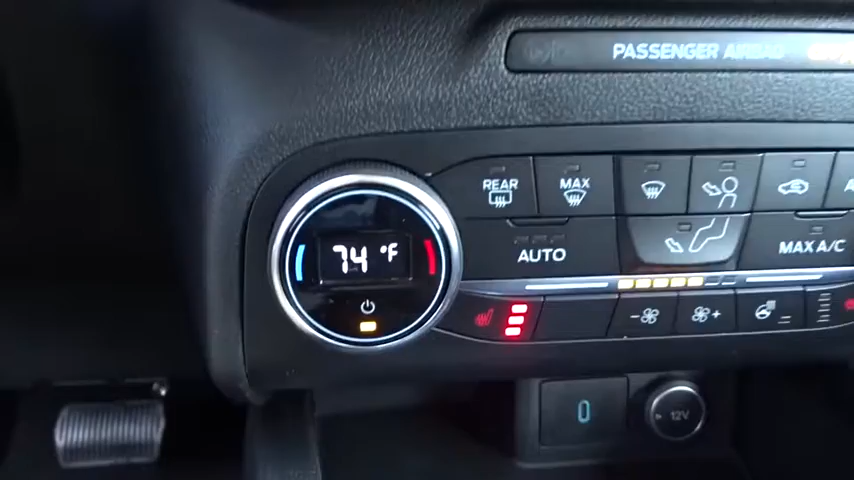 PASSENGER AIRBAG
REAR
MAX
74 °F
AUTO
MAX A/C
- +
12V